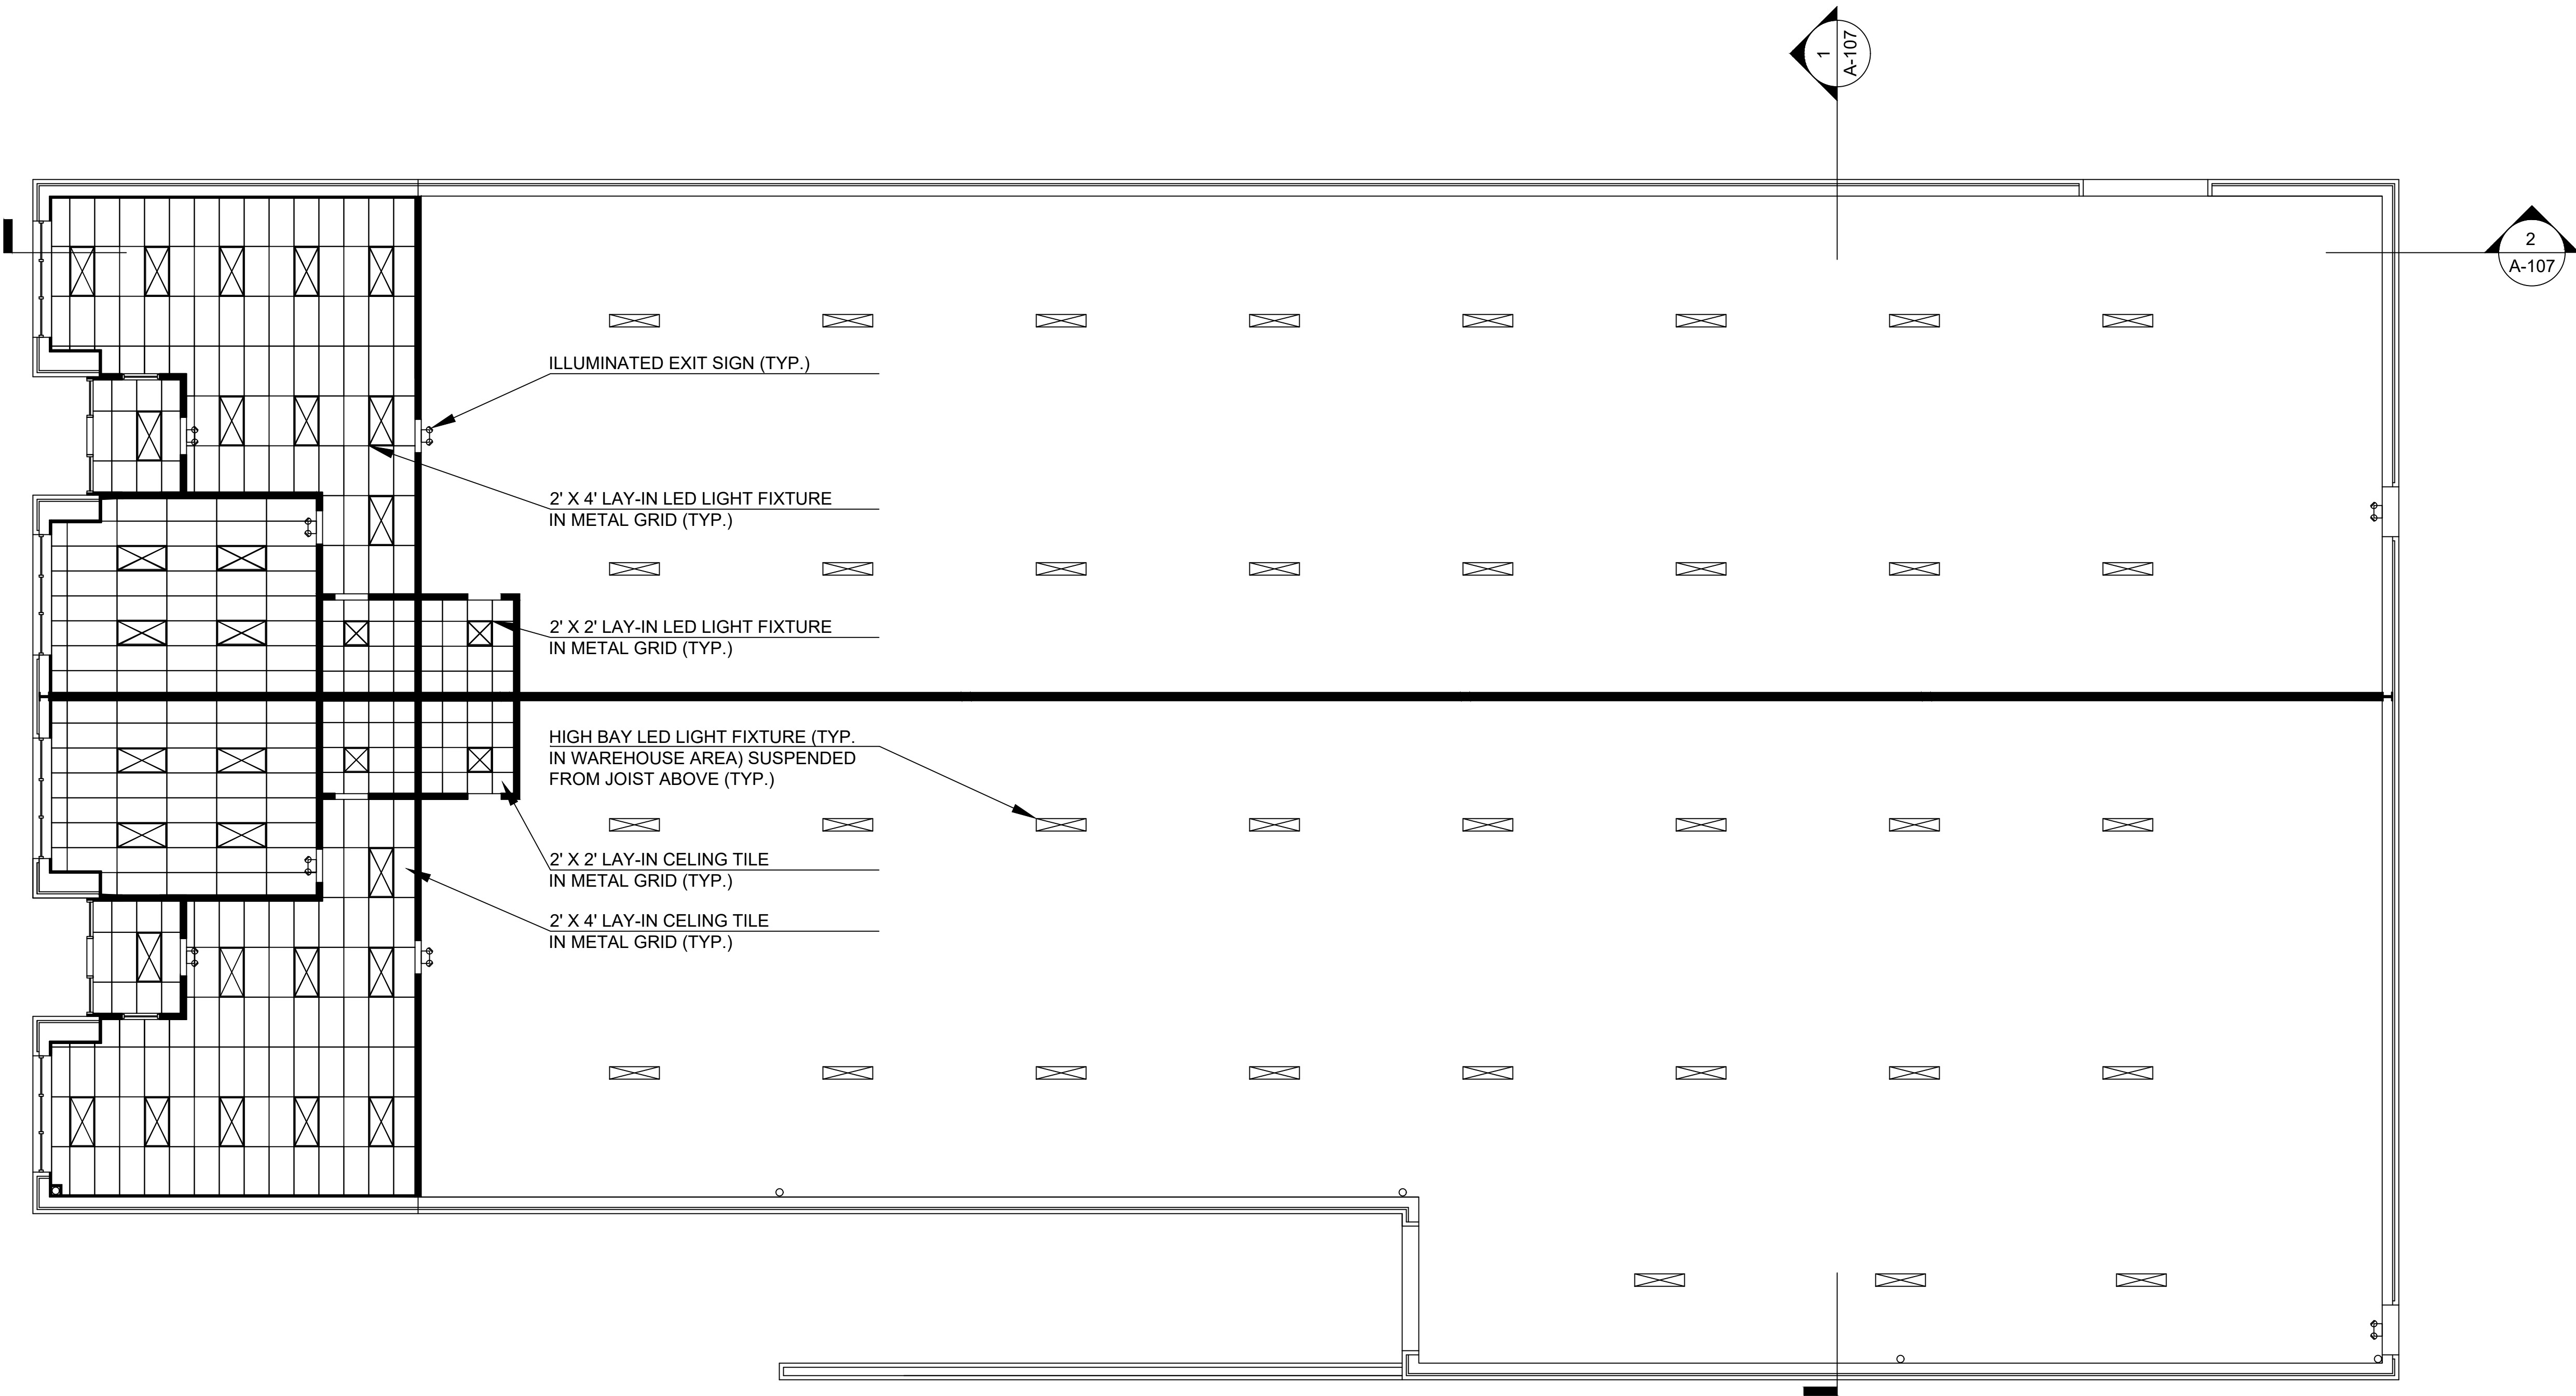 1
A-107
2
A-107
ILLUMINATED EXIT SIGN (TYP.)
2' X 4' LAY-IN LED LIGHT FIXTURE
IN METAL GRID (TYP.)
2' X 2' LAY-IN LED LIGHT FIXTURE
IN METAL GRID (TYP.)
HIGH BAY LED LIGHT FIXTURE (TYP.
IN WAREHOUSE AREA) SUSPENDED
FROM JOIST ABOVE (TYP.)
2' X 2' LAY-IN CELING TILE
IN METAL GRID (TYP.)
2' X 4' LAY-IN CELING TILE
IN METAL GRID (TYP.)